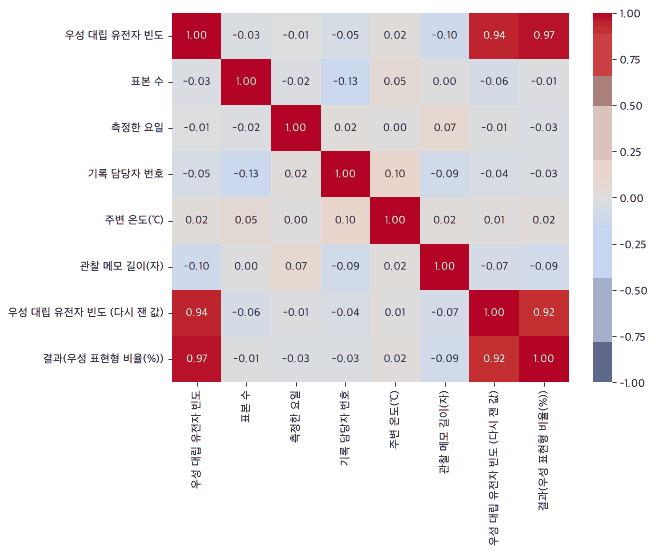 우성 대립 유전자 빈도 1.00 -0.03 -0.01 -0.05 0.02 -0.10 0.94 0.97
표본 수 -0.03 1.00 -0.02 -0.13 0.05 0.00 -0.06 -0.01
측정한 요일 -0.01 -0.02 1.00 0.02 0.00 0.07 -0.01 -0.03
기록 담당자 번호 -0.05 -0.13 0.02 1.00 0.10 -0.09 -0.04 -0.03
주변 온도(℃) 0.02 0.05 0.00 0.10 1.00 0.02 0.01 0.02
관찰 메모 길이(자) -0.10 0.00 0.07 -0.09 0.02 1.00 -0.07 -0.09
우성 대립 유전자 빈도 (다시 잰 값) 0.94 -0.06 -0.01 -0.04 0.01 -0.07 1.00 0.92
결과(우성 표현형 비율(%)) 0.97 -0.01 -0.03 -0.03 0.02 -0.09 0.92 1.00
우성 대립 유전자 빈도
표본 수
측정한 요일
기록 담당자 번호
주변 온도(℃)
관찰 메모 길이(자)
우성 대립 유전자 빈도 (다시 잰 값)
결과(우성 표현형 비율(%))
1.00
0.75
0.50
0.25
0.00
-0.25
-0.50
-0.75
-1.00